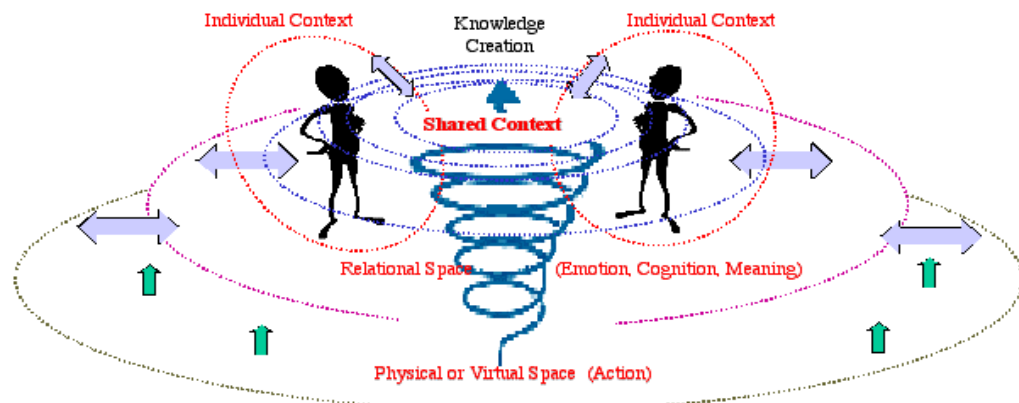 Individual Context
Knowledge
Creation
Individual Context
Shared Context
Relational Space
(Emotion, Cognition, Meaning)
Physical or Virtual Space (Action)